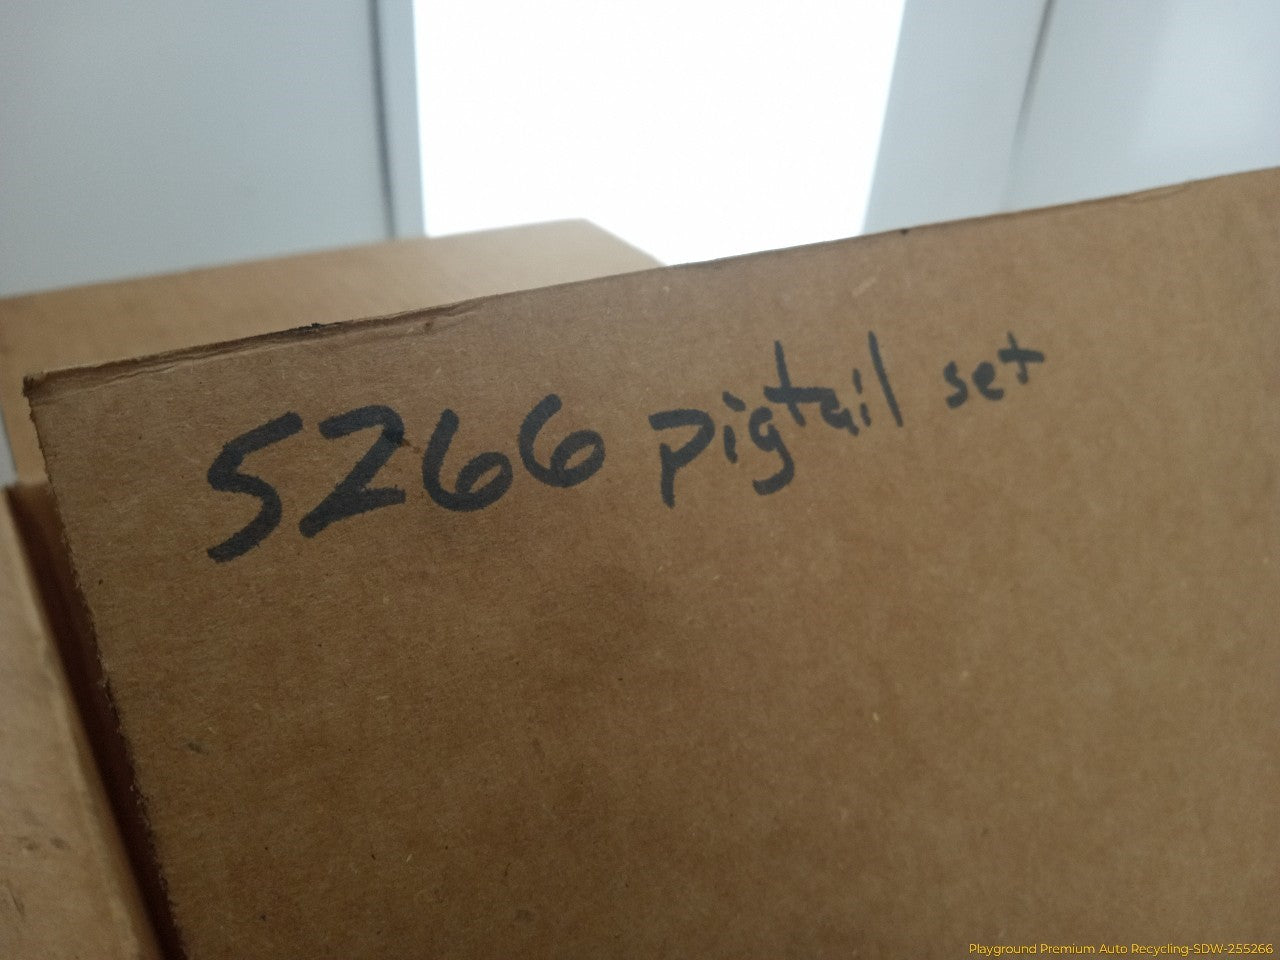 5266 pigtail set
Playground Premium Auto Recycling-SDW-255266